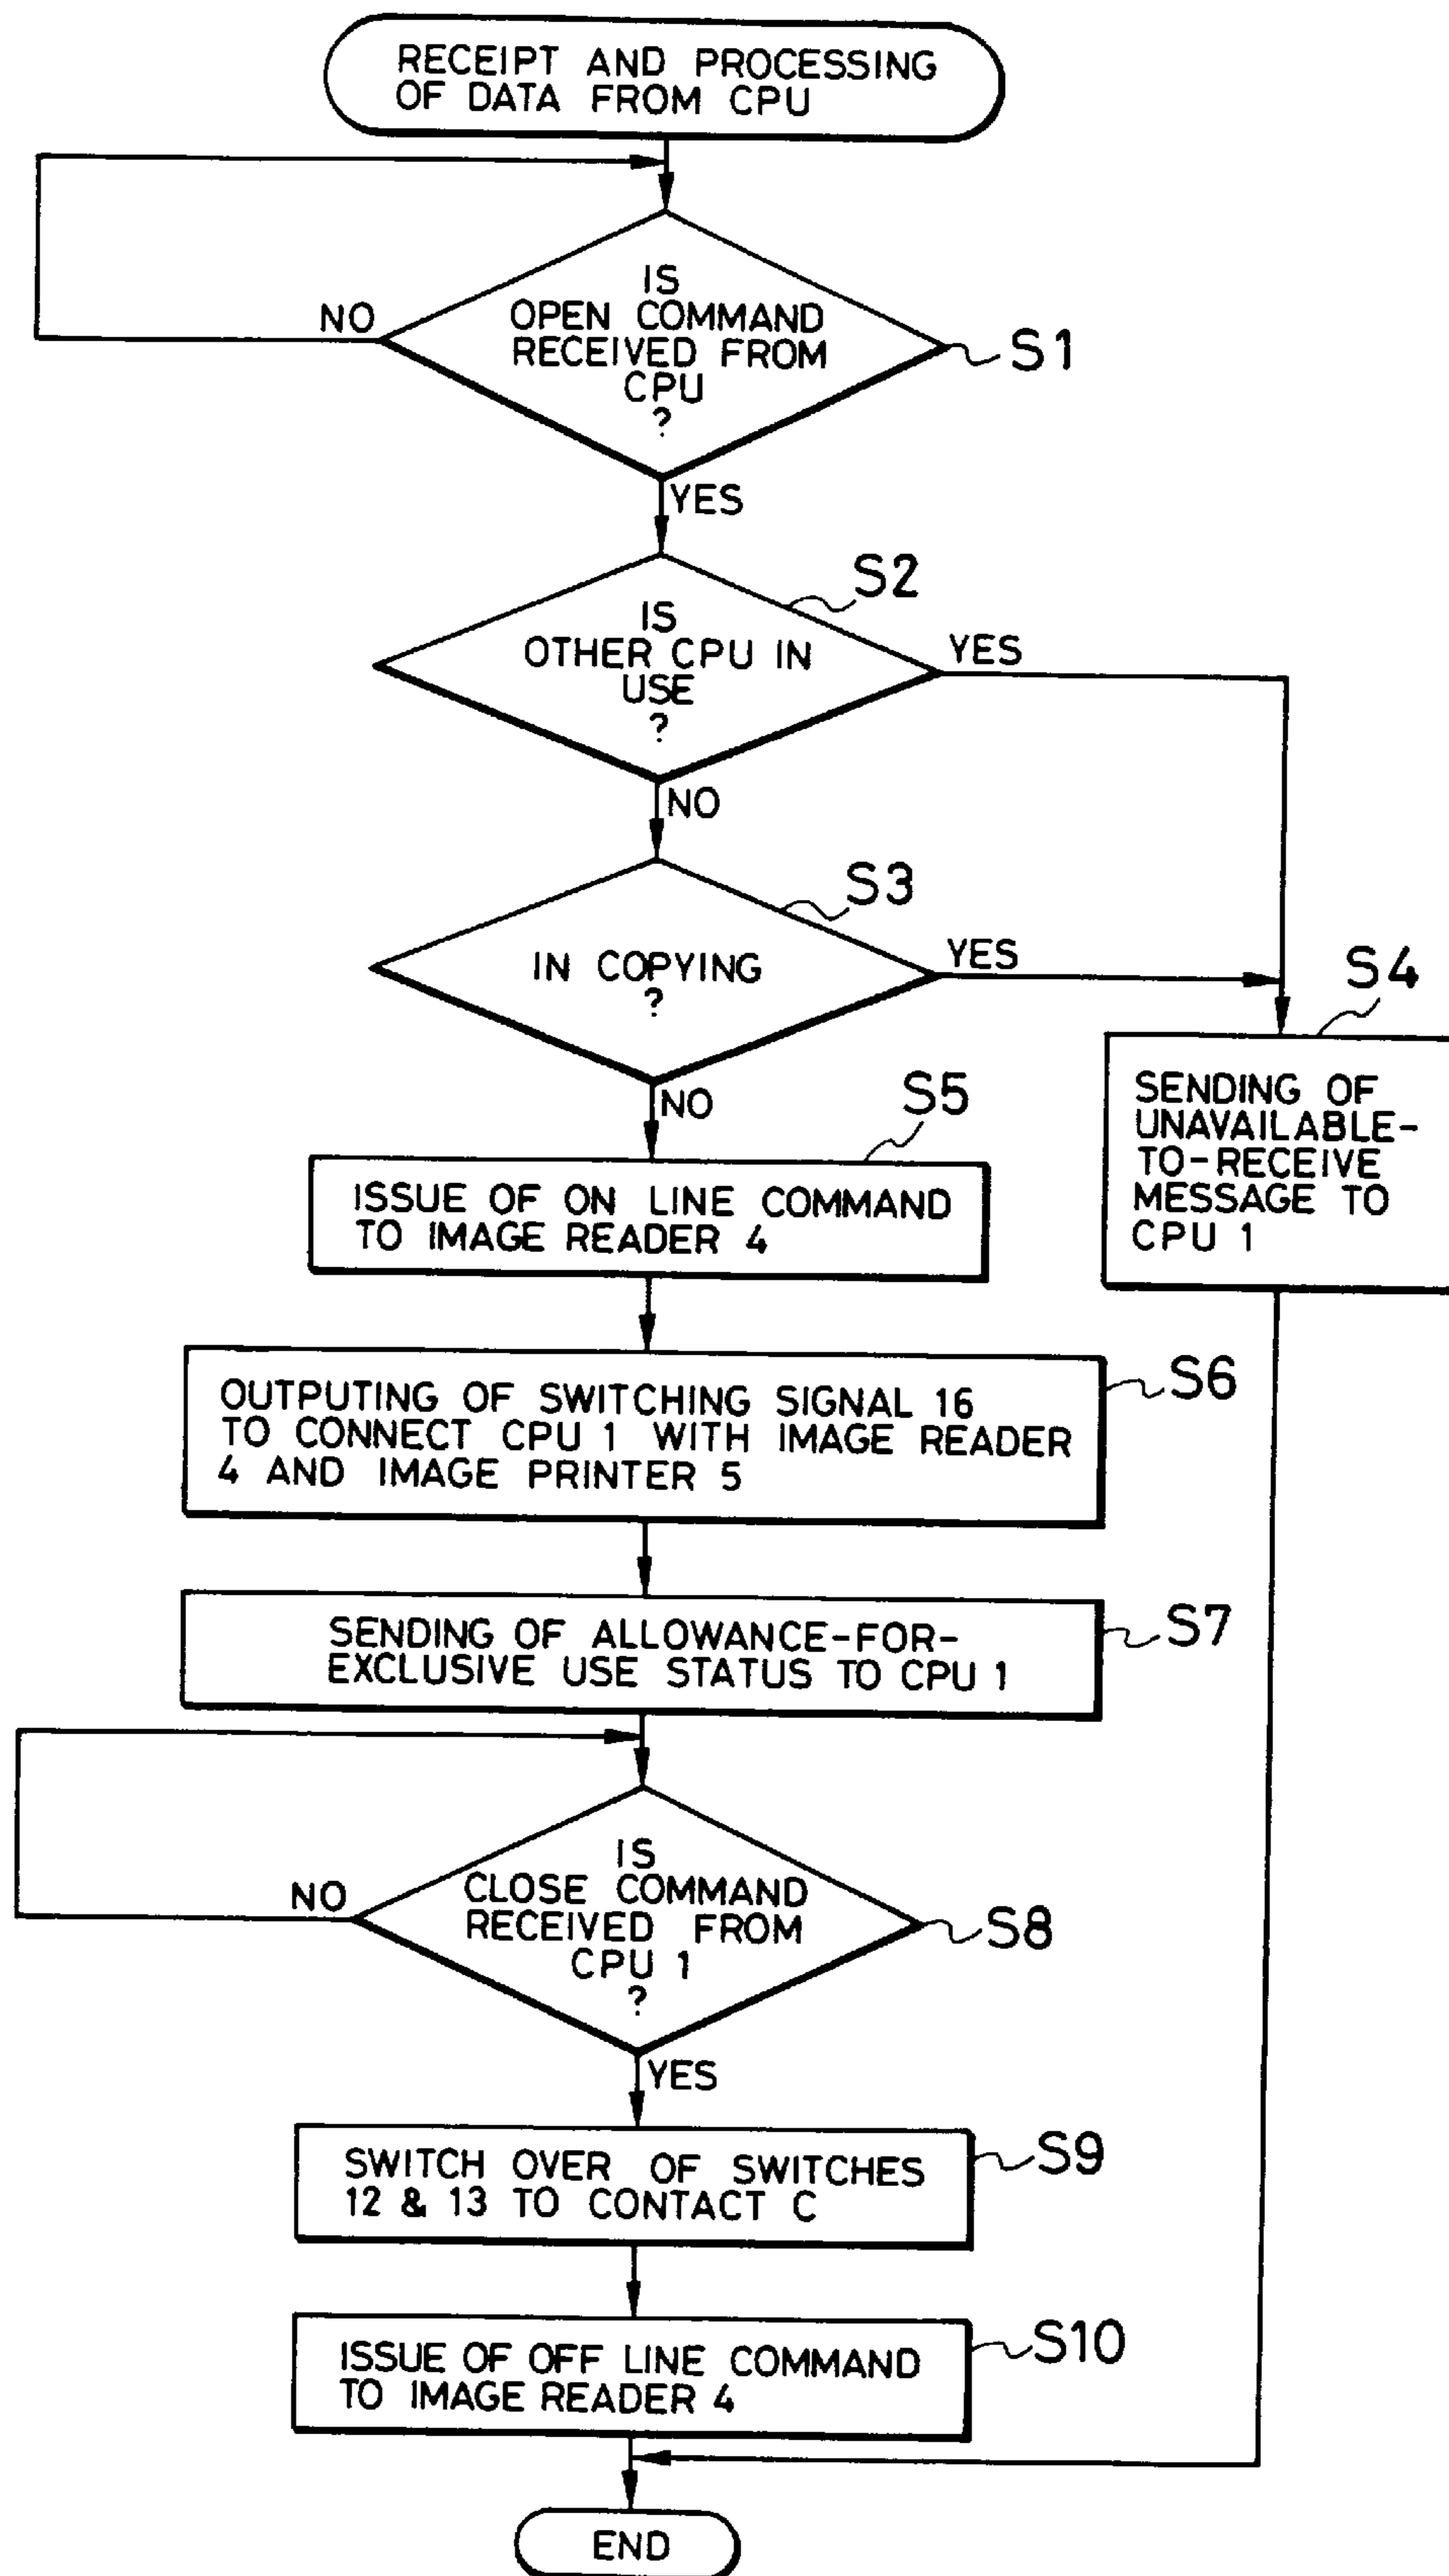 RECEIPT AND PROCESSING
OF DATA FROM CPU
IS
OPEN COMMAND
RECEIVED FROM
CPU
?
NO
S1
YES
S2
IS
OTHER CPU IN
USE
?
YES
NO
S3
IN COPYING
?
YES
S4
SENDING OF
UNAVAILABLE-
TO-RECEIVE
MESSAGE TO
CPU 1
NO
S5
ISSUE OF ON LINE COMMAND
TO IMAGE READER 4
S6
OUTPUTING OF SWITCHING SIGNAL 16
TO CONNECT CPU 1 WITH IMAGE READER
4 AND IMAGE PRINTER 5
S7
SENDING OF ALLOWANCE-FOR-
EXCLUSIVE USE STATUS TO CPU 1
IS
CLOSE COMMAND
RECEIVED FROM
CPU 1
?
NO
S8
YES
S9
SWITCH OVER OF SWITCHES
12 & 13 TO CONTACT C
S10
ISSUE OF OFF LINE COMMAND
TO IMAGE READER 4
END